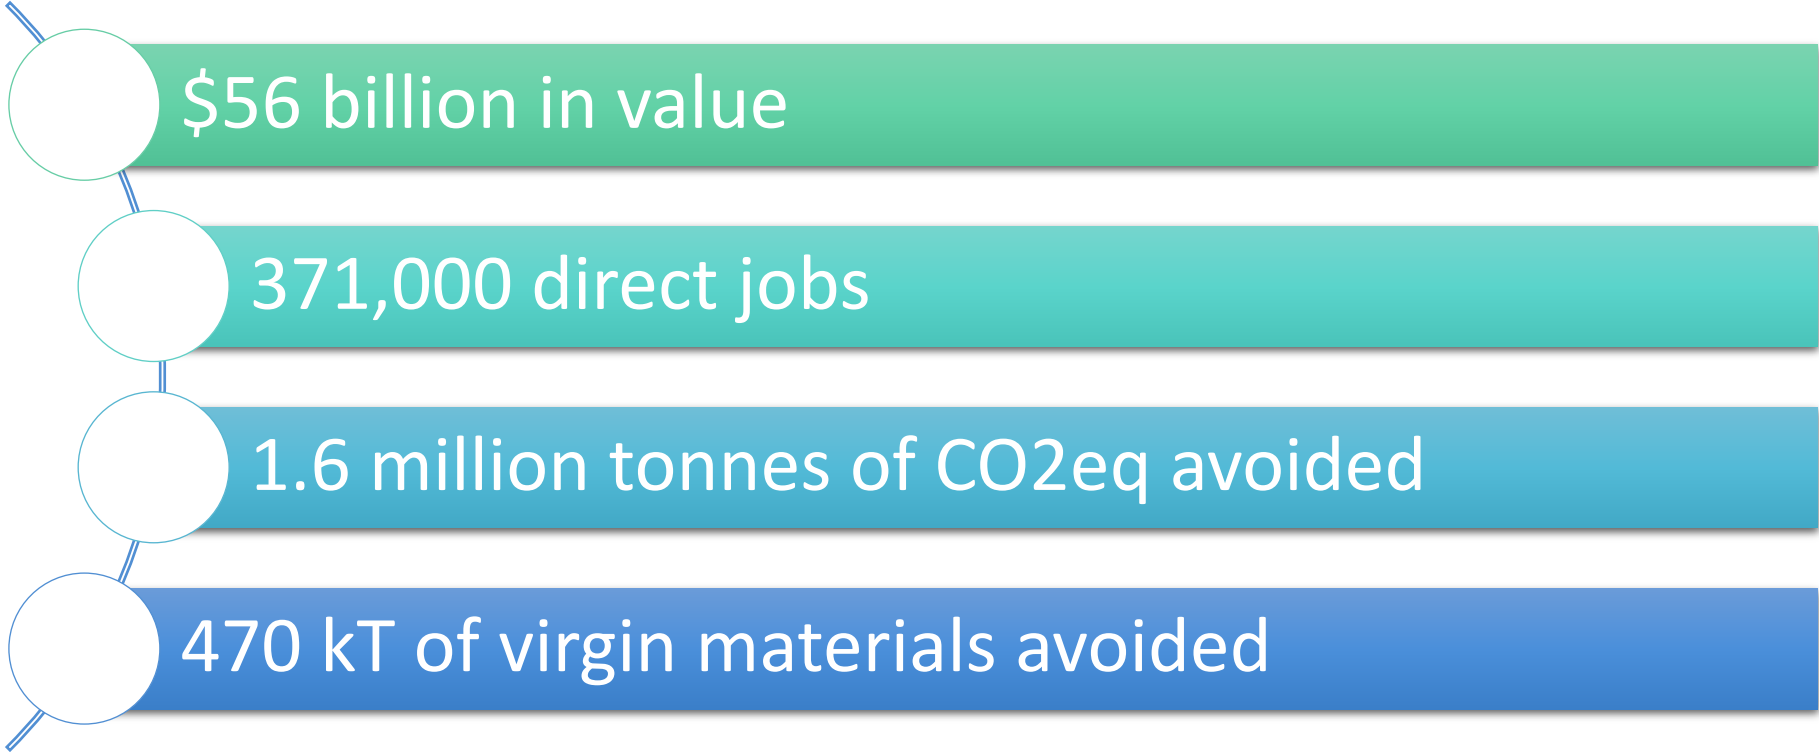 $56 billion in value
371,000 direct jobs
1.6 million tonnes of CO2eq avoided
470 kT of virgin materials avoided